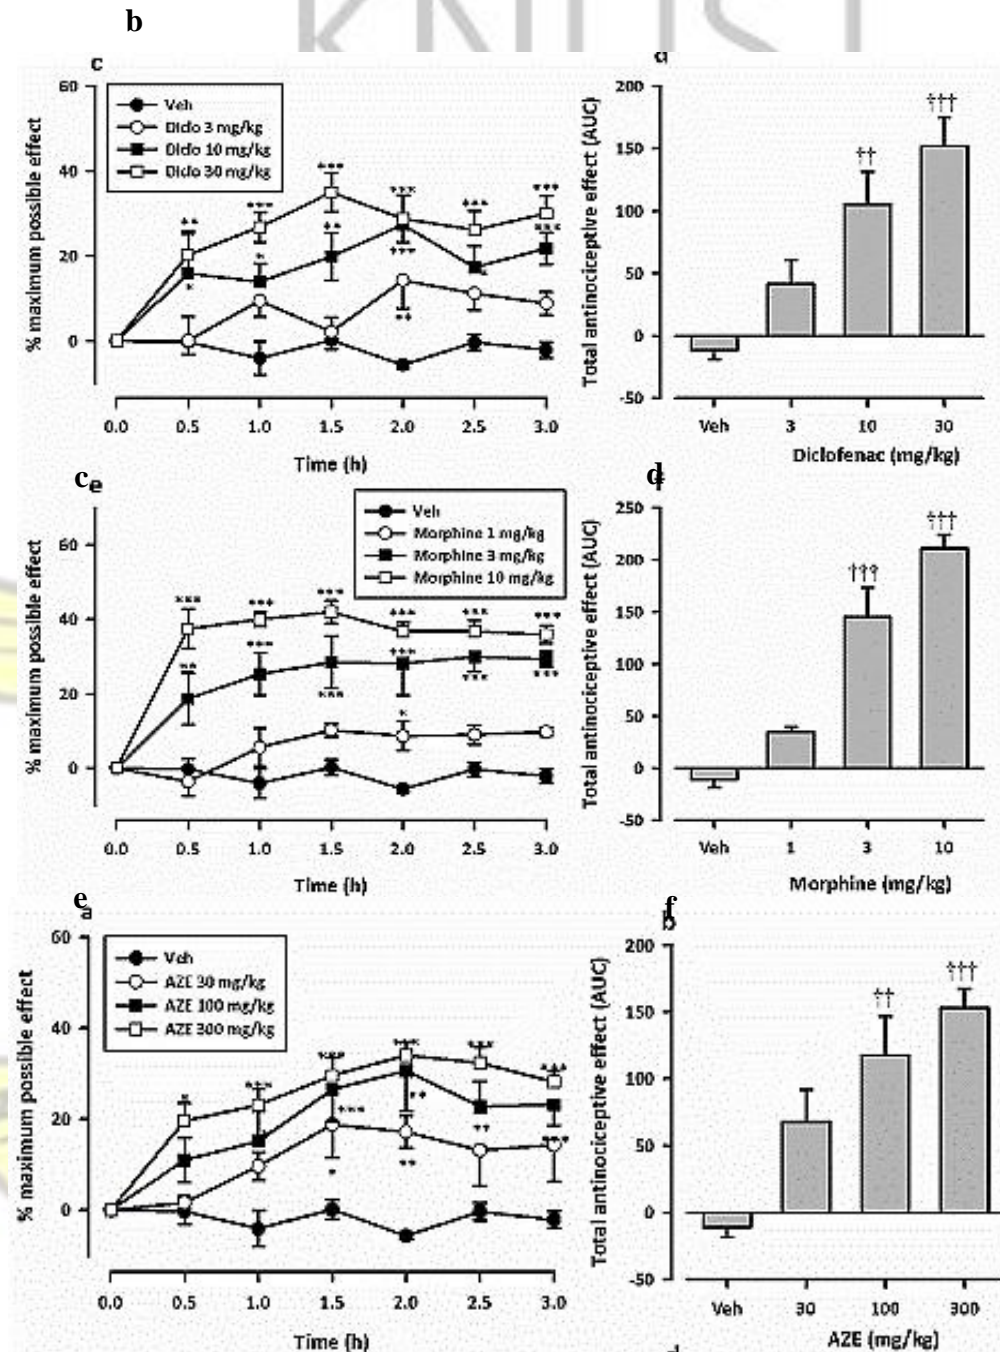 KNUST
b
c
d
60
40
20
0
% maximum possible effect
Veh
Diclo 3 mg/kg
Diclo 10 mg/kg
Diclo 30 mg/kg
** *** *** *** *** ***
* * ** *** * ***
**
0.0 0.5 1.0 1.5 2.0 2.5 3.0
Time (h)
200
150
100
50
0
-50
Total antinociceptive effect (AUC)
†† †††
Veh 3 10 30
Diclofenac (mg/kg)
c e
d
60
40
20
0
% maximum possible effect
Veh
Morphine 1 mg/kg
Morphine 3 mg/kg
Morphine 10 mg/kg
*** *** *** *** *** ***
** *** *** *** *** ***
*
0.0 0.5 1.0 1.5 2.0 2.5 3.0
Time (h)
250
200
150
100
50
0
-50
Total antinociceptive effect (AUC)
††† †††
Veh 1 3 10
Morphine (mg/kg)
e a
f b
60
40
20
0
% maximum possible effect
Veh
AZE 30 mg/kg
AZE 100 mg/kg
AZE 300 mg/kg
* *** *** *** *** ***
*** ** ** ***
* **
0.0 0.5 1.0 1.5 2.0 2.5 3.0
Time (h)
200
150
100
50
0
-50
Total antinociceptive effect (AUC)
†† †††
Veh 30 100 300
AZE (mg/kg)
d